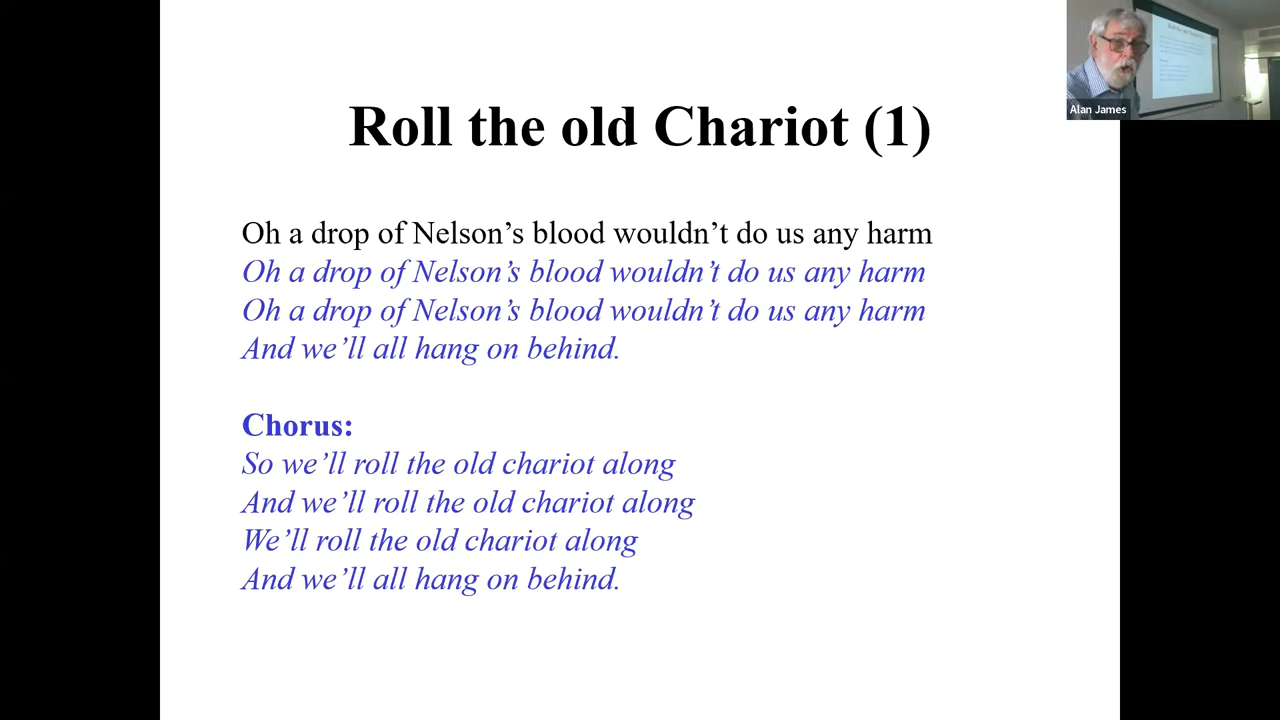 Roll the old Chariot (1)
Oh a drop of Nelson’s blood wouldn’t do us any harm
Oh a drop of Nelson’s blood wouldn’t do us any harm
Oh a drop of Nelson’s blood wouldn’t do us any harm
And we’ll all hang on behind.
Chorus:
So we’ll roll the old chariot along
And we’ll roll the old chariot along
We’ll roll the old chariot along
And we’ll all hang on behind.
Alan James